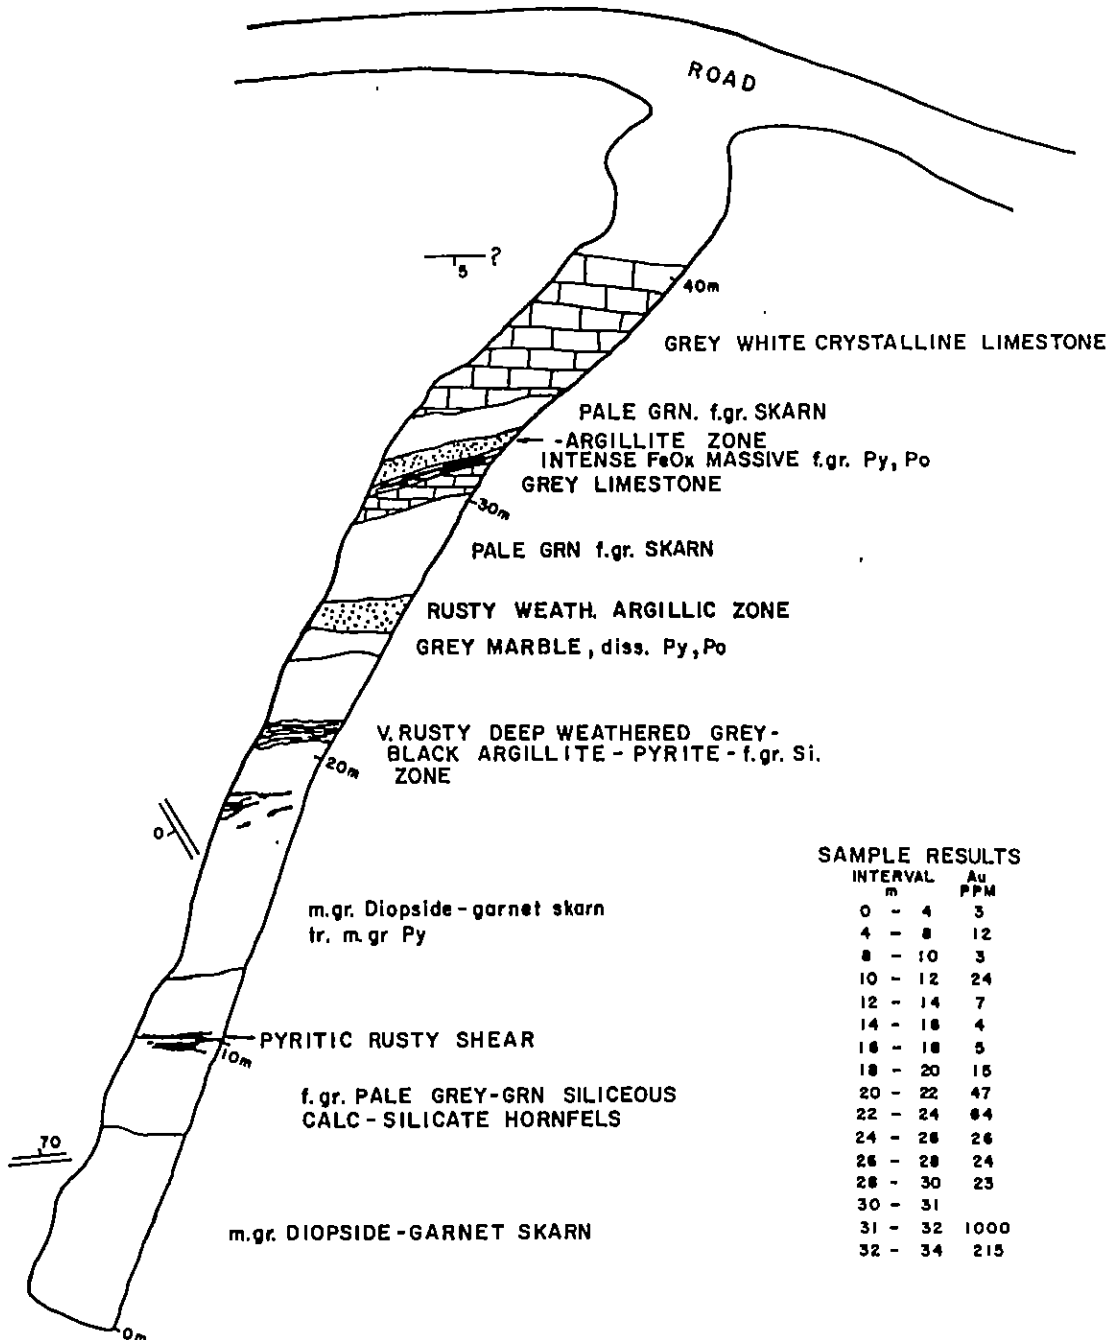 ROAD
5
?
40m
GREY WHITE CRYSTALLINE LIMESTONE
PALE GRN. f.gr. SKARN
-ARGILLITE ZONE
INTENSE FeOx MASSIVE f.gr. Py, Po
GREY LIMESTONE
30m
PALE GRN f.gr. SKARN
RUSTY WEATH. ARGILLIC ZONE
GREY MARBLE, diss. Py, Po
V. RUSTY DEEP WEATHERED GREY-
BLACK ARGILLITE - PYRITE - f.gr. Si.
ZONE
20m
0
m.gr. Diopside-garnet skarn
tr. m.gr Py
PYRITIC RUSTY SHEAR
10m
f.gr. PALE GREY-GRN SILICEOUS
CALC-SILICATE HORNFELS
70
m.gr. DIOPSIDE-GARNET SKARN
0m
SAMPLE RESULTS
INTERVAL Au
m PPM
0 - 4 3
4 - 8 12
8 - 10 3
10 - 12 24
12 - 14 7
14 - 16 4
16 - 18 5
18 - 20 15
20 - 22 47
22 - 24 64
24 - 26 26
26 - 28 24
28 - 30 23
30 - 31
31 - 32 1000
32 - 34 215